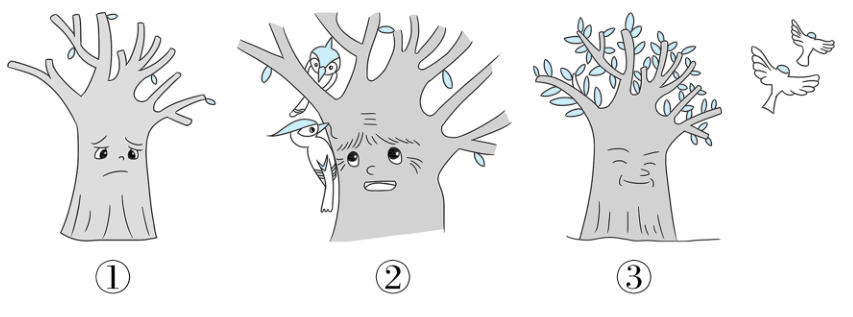 ① ② ③